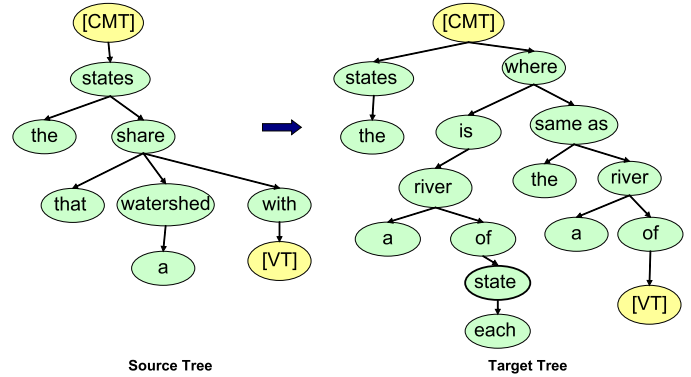 [CMT]
[CMT]
states
states
where
the
share
the
is
same as
that
watershed
with
river
the
river
a
[VT]
a
of
a
of
state
[VT]
each
Source Tree
Target Tree